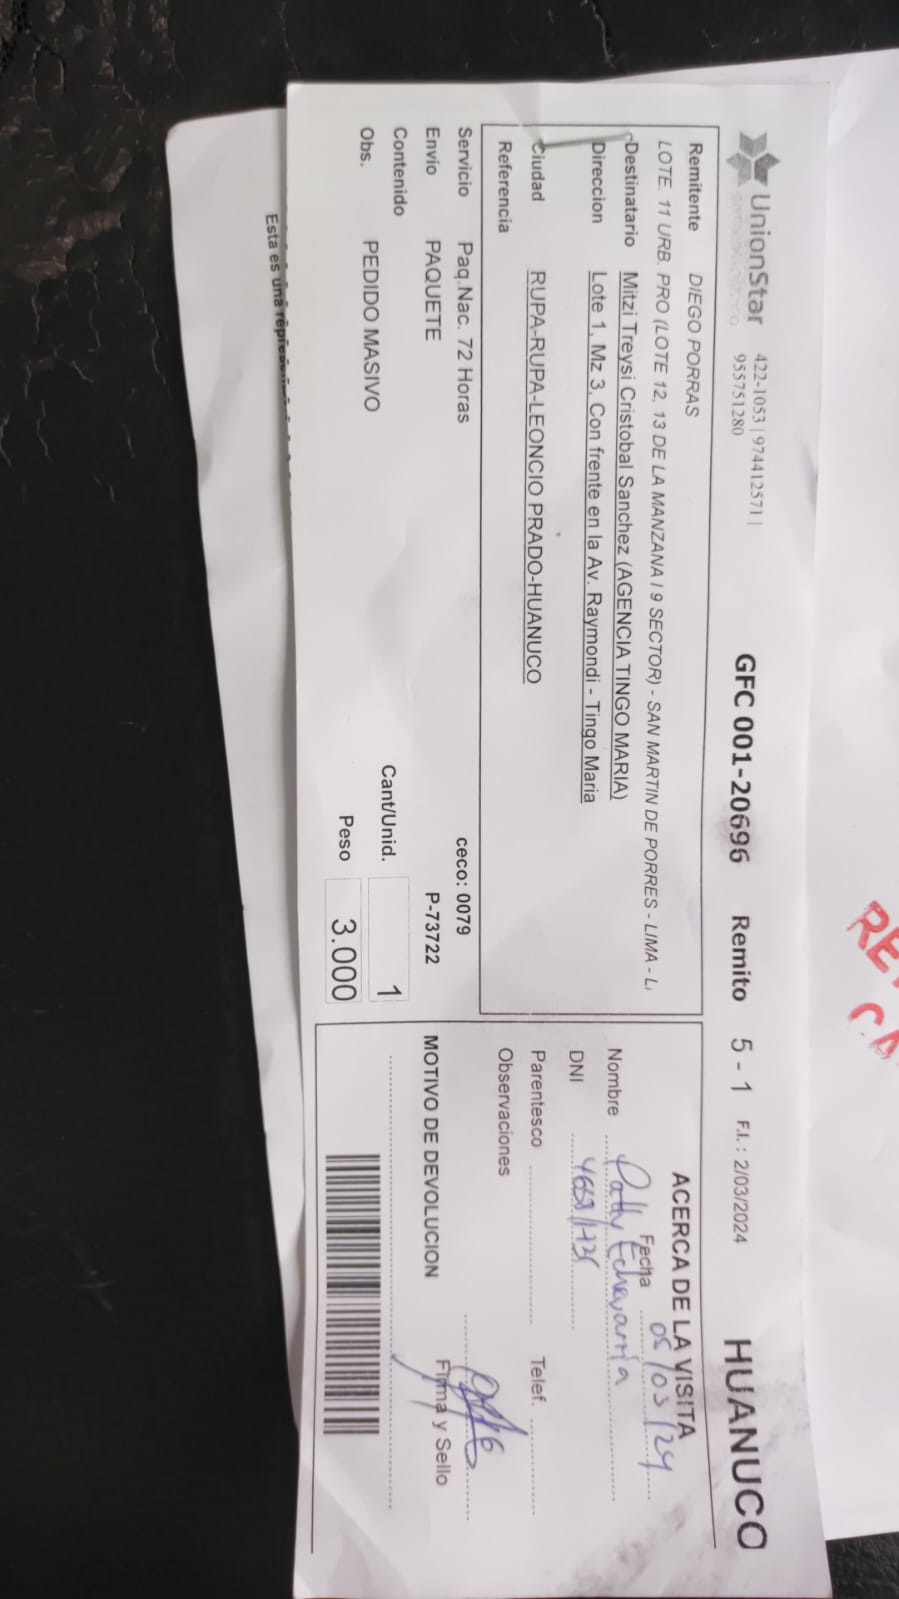 UnionStar
422-1053 | 974412571 |
955751280
GFC 001-20696 Remito 5 - 1 F.I.: 2/03/2024 HUANUCO
Remitente DIEGO PORRAS
LOTE. 11 URB. PRO (LOTE 12, 13 DE LA MANZANA I 9 SECTOR) - SAN MARTIN DE PORRES - LIMA - L
Destinatario Mitzi Treysi Cristobal Sanchez (AGENCIA TINGO MARIA)
Direccion Lote 1, Mz 3, Con frente en la Av. Raymondi - Tingo Maria
Ciudad RUPA-RUPA-LEONCIO PRADO-HUANUCO
Referencia
Servicio Paq.Nac. 72 Horas ceco: 0079
Envio PAQUETE P-73722
Contenido
Cant/Unid. 1
Obs. PEDIDO MASIVO
Peso 3.000
ACERCA DE LA VISITA
Fecha 05/03/24
Nombre Patty Echevarria
DNI
Parentesco Telef.
Observaciones
MOTIVO DE DEVOLUCION Firma y Sello
Esta es una